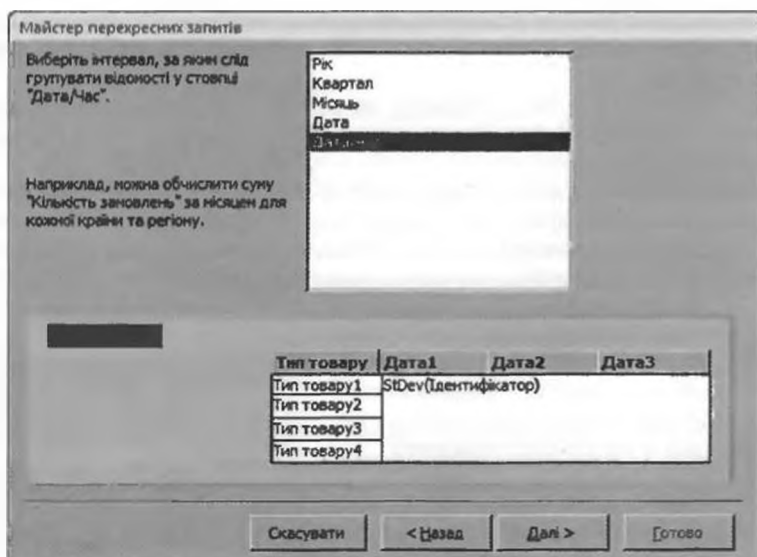 Майстер перехресних запитів
Виберіть інтервал, за яким слід
групувати відомості у стовпці
"Дата/Час".
Рік
Квартал
Місяць
Дата
Наприклад, можна обчислити суму
"Кількість замовлень" за місяцем для
кожної країни та регіону.
Тип товару Дата1 Дата2 Дата3
Тип товару1 StDev(Ідентифікатор)
Тип товару2
Тип товару3
Тип товару4
Скасувати < Назад Далі > Готово